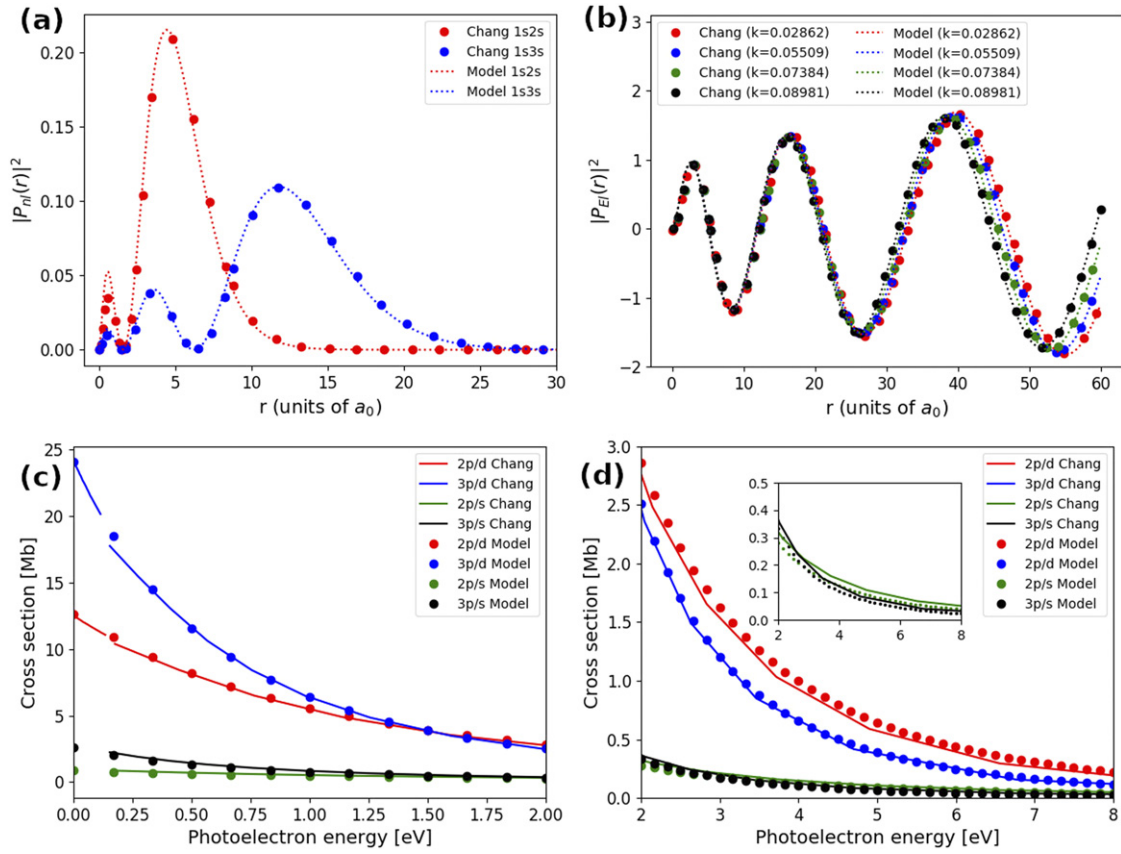 (a)
0.20
0.15
0.10
0.05
0.00
|P_nl(r)|^2
Chang 1s2s
Chang 1s3s
Model 1s2s
Model 1s3s
0 5 10 15 20 25 30
r (units of a_0)
(b)
3
2
1
0
−1
−2
|P_El(r)|^2
Chang (k=0.02862) Model (k=0.02862)
Chang (k=0.05509) Model (k=0.05509)
Chang (k=0.07384) Model (k=0.07384)
Chang (k=0.08981) Model (k=0.08981)
0 10 20 30 40 50 60
r (units of a_0)
(c)
25
20
15
10
5
0
Cross section [Mb]
2p/d Chang
3p/d Chang
2p/s Chang
3p/s Chang
2p/d Model
3p/d Model
2p/s Model
3p/s Model
0.00 0.25 0.50 0.75 1.00 1.25 1.50 1.75 2.00
Photoelectron energy [eV]
(d)
3.0
2.5
2.0
1.5
1.0
0.5
0.0
Cross section [Mb]
0.5
0.4
0.3
0.2
0.1
0.0
2 4 6 8
2p/d Chang
3p/d Chang
2p/s Chang
3p/s Chang
2p/d Model
3p/d Model
2p/s Model
3p/s Model
2 3 4 5 6 7 8
Photoelectron energy [eV]